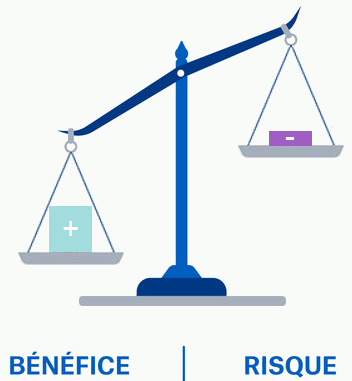 +
-
BÉNÉFICE
RISQUE